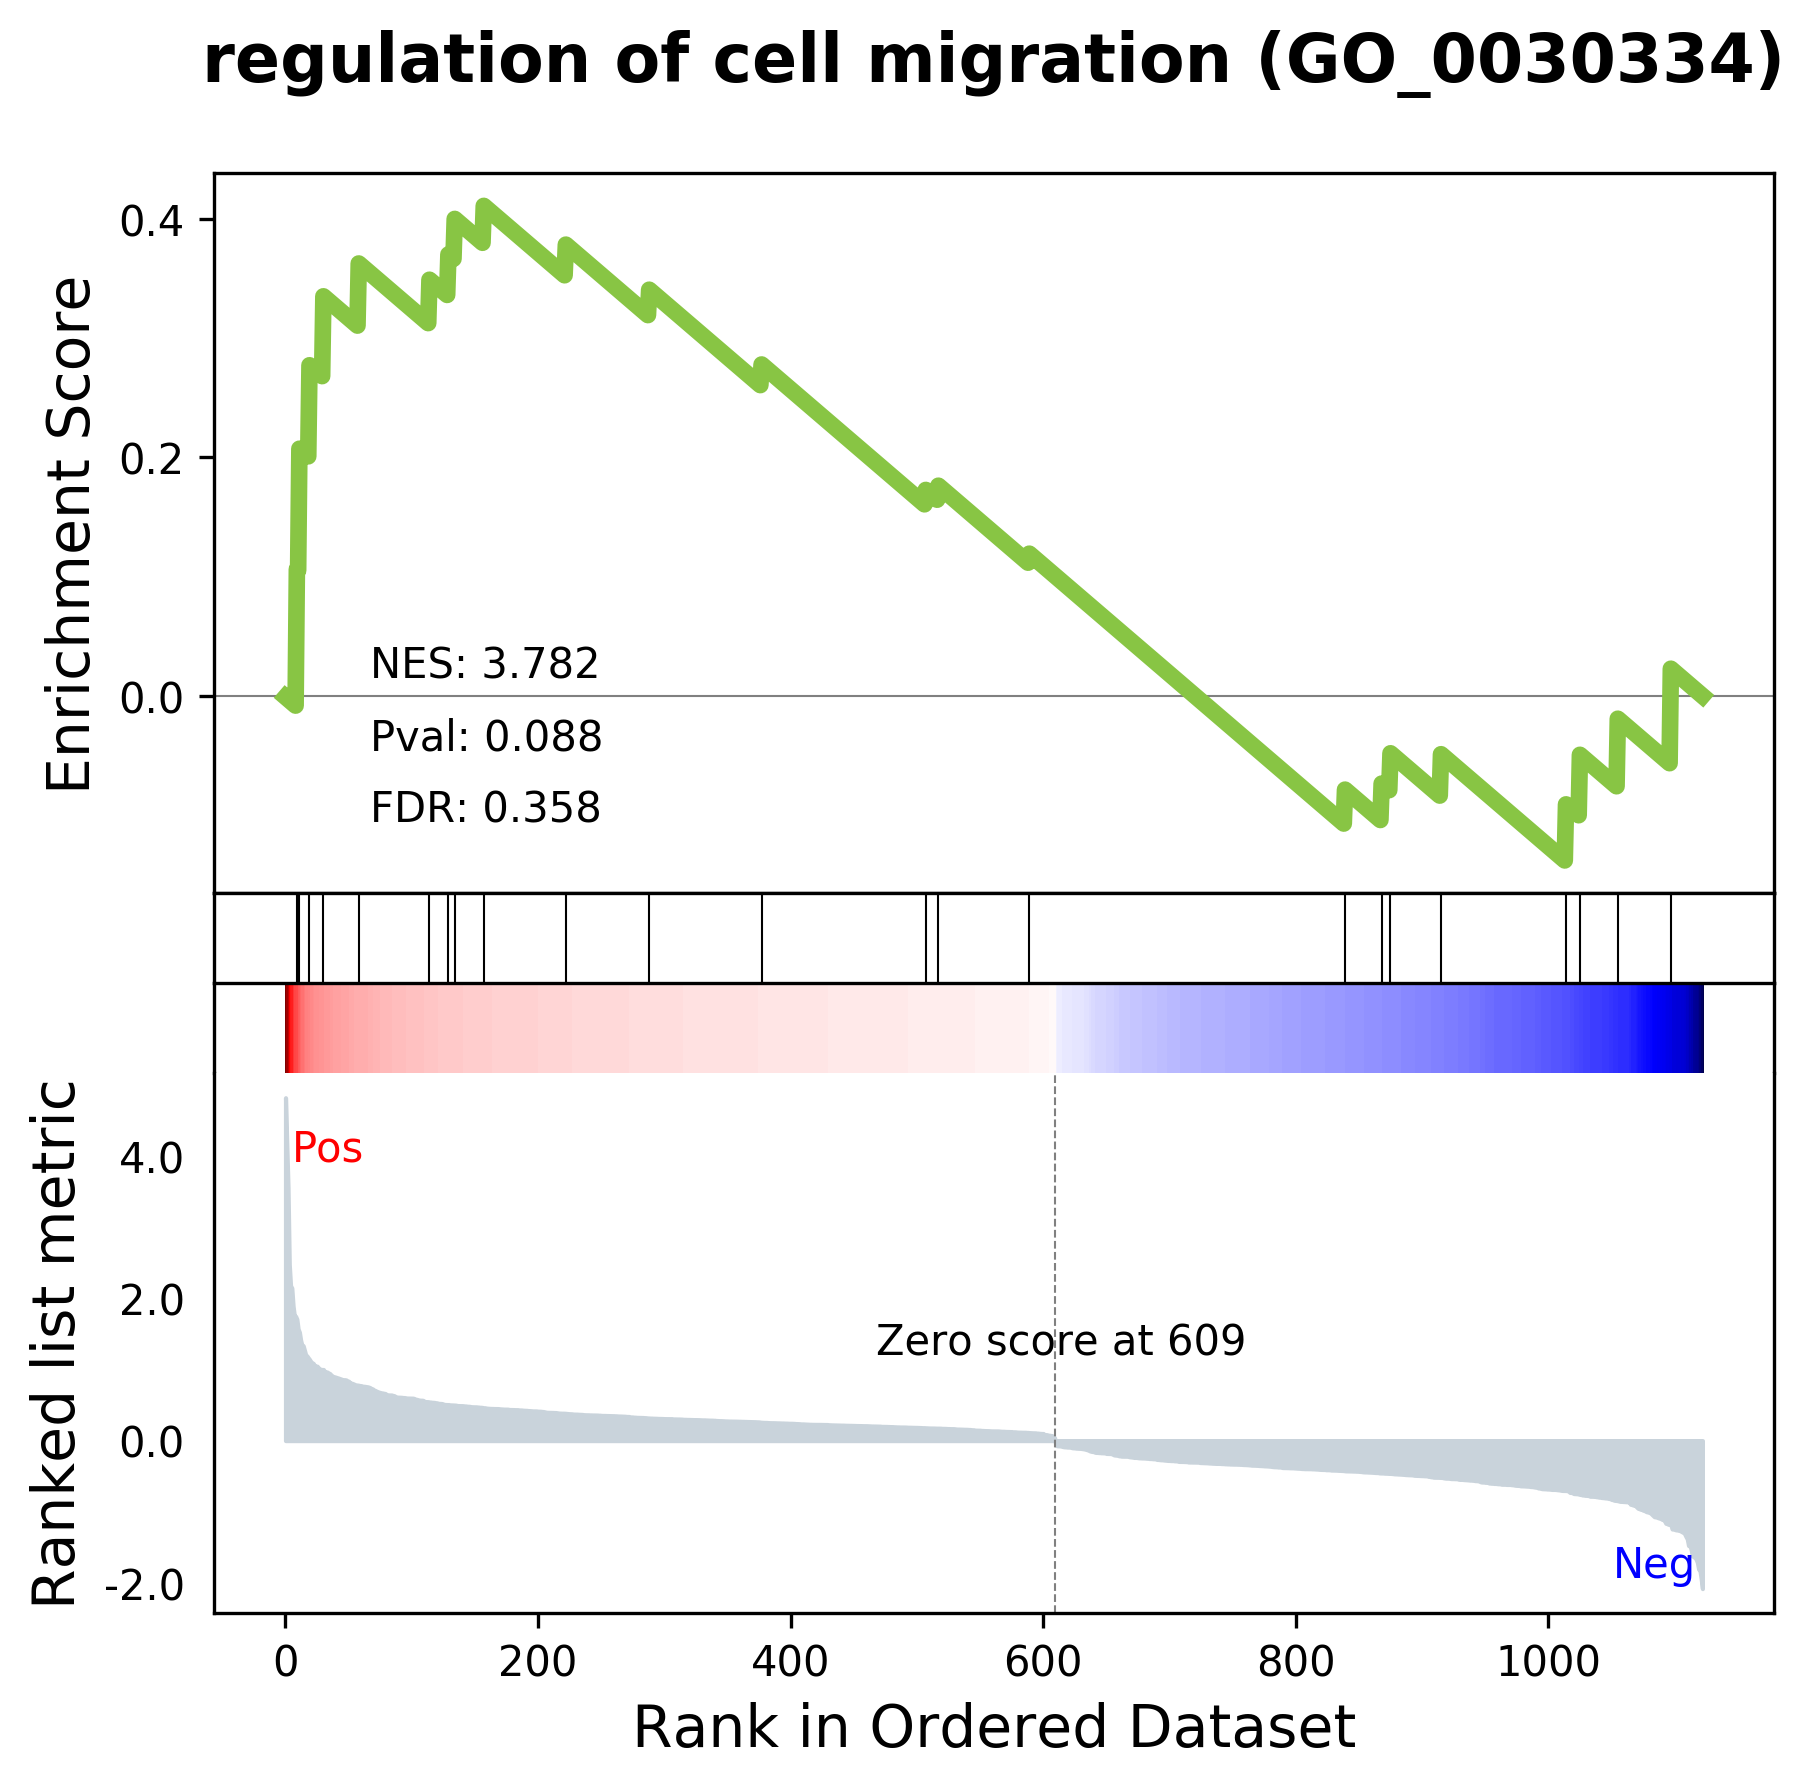 regulation of cell migration (GO_0030334)
Enrichment Score
0.4
0.2
0.0
NES: 3.782
Pval: 0.088
FDR: 0.358
Ranked list metric
4.0
2.0
0.0
-2.0
Pos
Zero score at 609
Neg
0 200 400 600 800 1000
Rank in Ordered Dataset